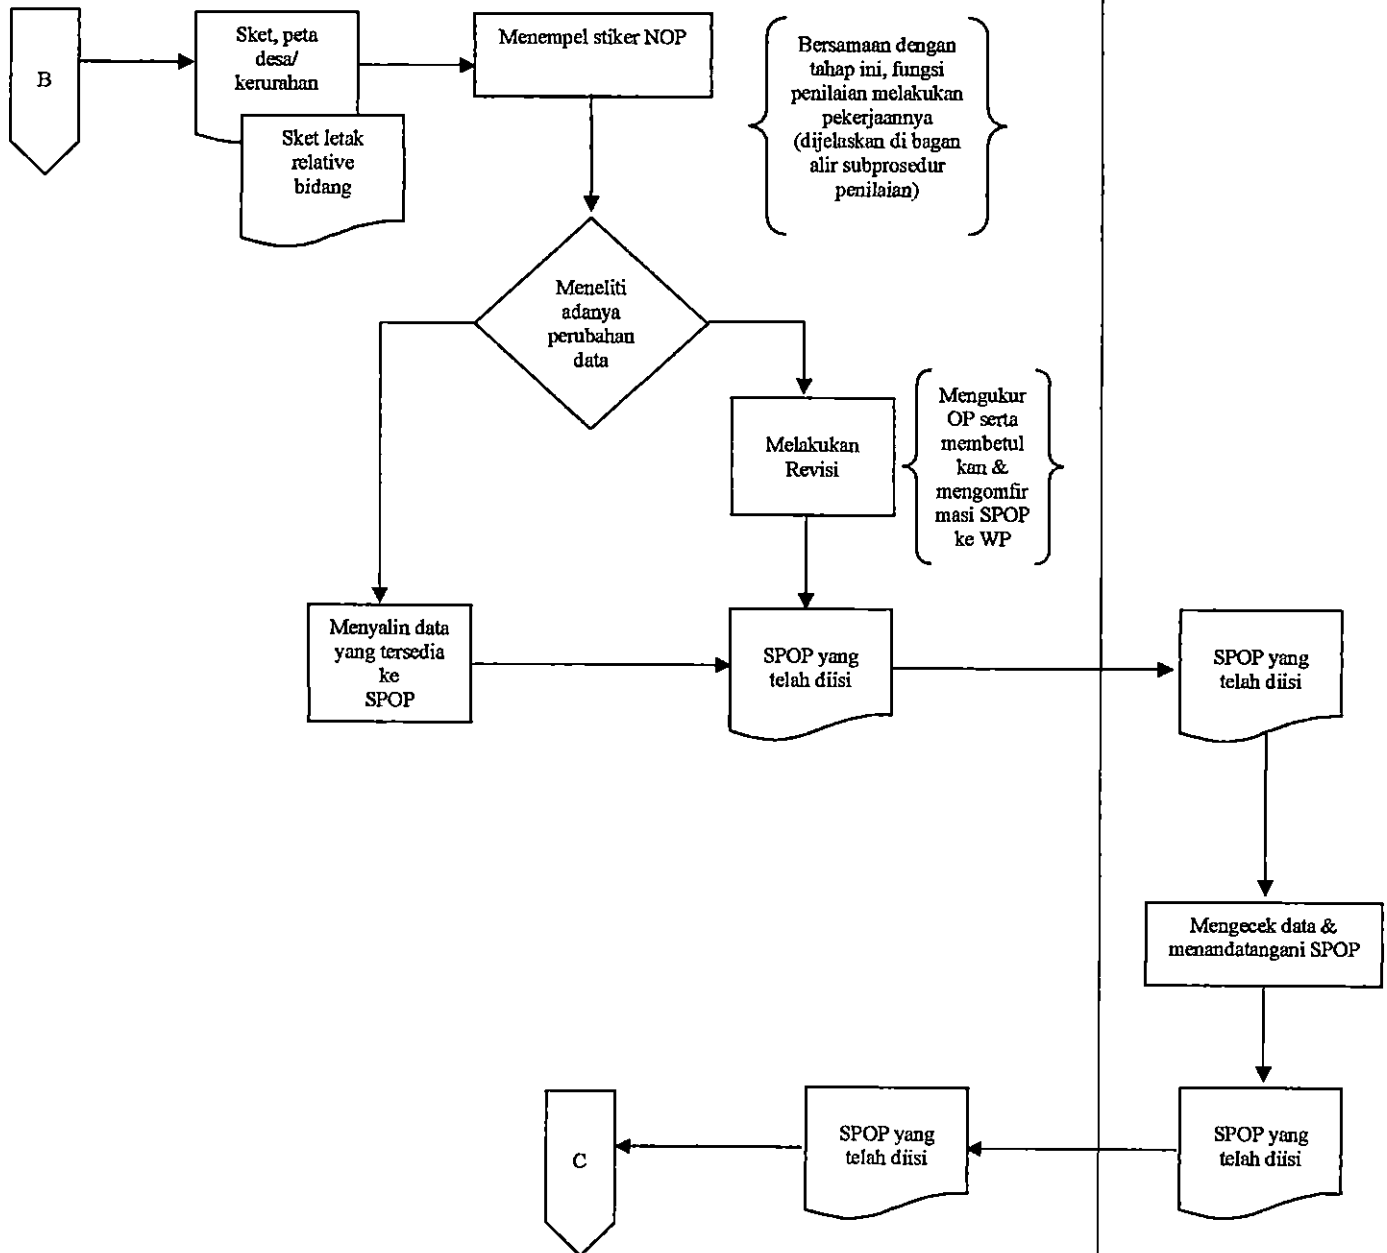 B
Sket, peta
desa/
kerurahan
Sket letak
relative
bidang
Menempel stiker NOP
Bersamaan dengan
tahap ini, fungsi
penilaian melakukan
pekerjaannya
(dijelaskan di bagan
alir subprosedur
penilaian)
Meneliti
adanya
perubahan
data
Melakukan
Revisi
Mengukur
OP serta
membetul
kan &
mengomfir
masi SPOP
ke WP
Menyalin data
yang tersedia
ke
SPOP
SPOP yang
telah diisi
SPOP yang
telah diisi
Mengecek data &
menandatangani SPOP
C
SPOP yang
telah diisi
SPOP yang
telah diisi